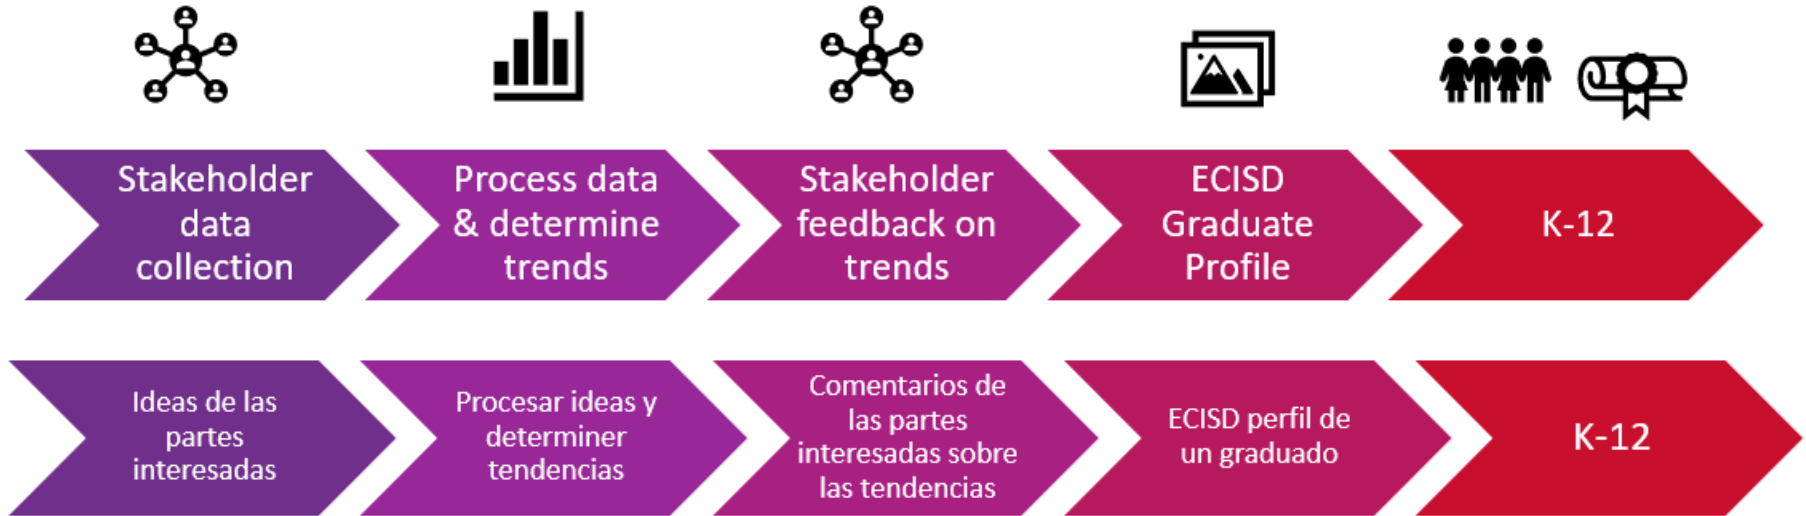 Stakeholder
data
collection
Process data
& determine
trends
Stakeholder
feedback on
trends
ECISD
Graduate
Profile
K-12
Ideas de las
partes
interesadas
Procesar ideas y
determiner
tendencias
Comentarios de
las partes
interesadas sobre
las tendencias
ECISD perfil de
un graduado
K-12